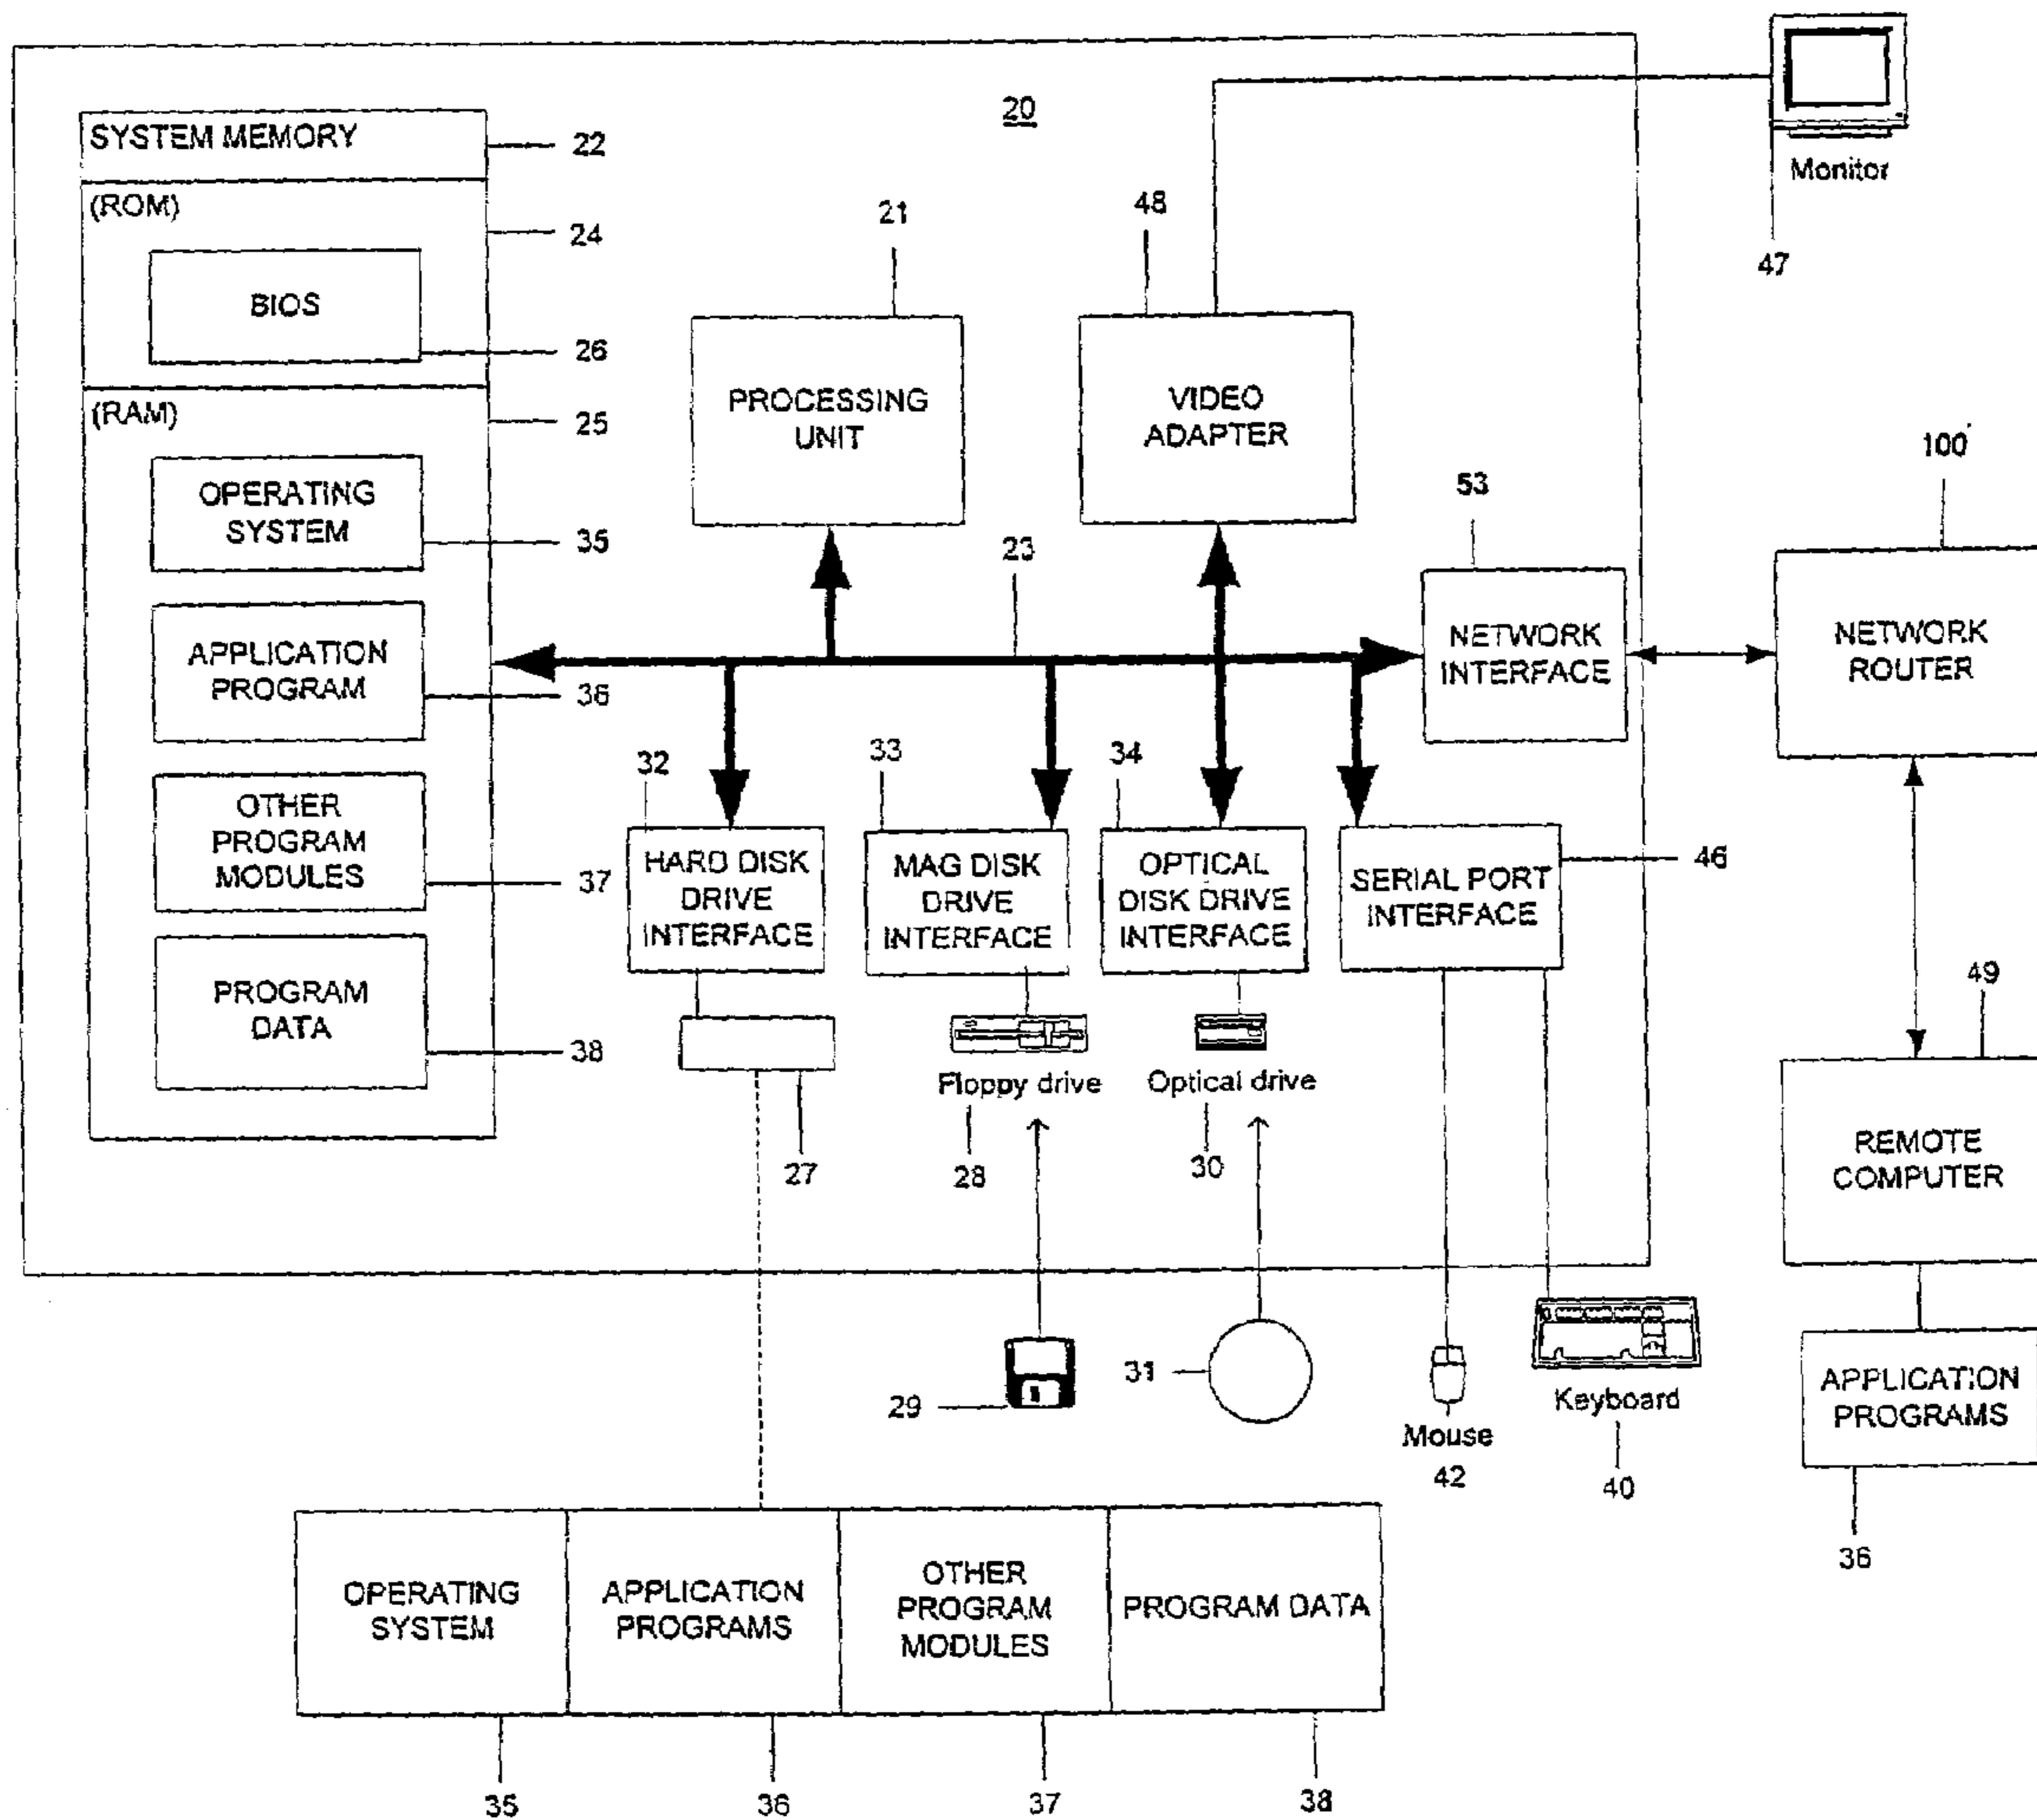 20
Monitor
47
SYSTEM MEMORY
22
(ROM)
24
BIOS
26
(RAM)
25
OPERATING
SYSTEM
35
APPLICATION
PROGRAM
36
OTHER
PROGRAM
MODULES
37
PROGRAM
DATA
38
21
PROCESSING
UNIT
48
VIDEO
ADAPTER
23
53
NETWORK
INTERFACE
100'
NETWORK
ROUTER
32
HARD DISK
DRIVE
INTERFACE
33
MAG DISK
DRIVE
INTERFACE
34
OPTICAL
DISK DRIVE
INTERFACE
SERIAL PORT
INTERFACE
46
27
Floppy drive
28
Optical drive
30
49
REMOTE
COMPUTER
29
31
Mouse
42
Keyboard
40
APPLICATION
PROGRAMS
36
OPERATING
SYSTEM
APPLICATION
PROGRAMS
OTHER
PROGRAM
MODULES
PROGRAM DATA
35
36
37
38